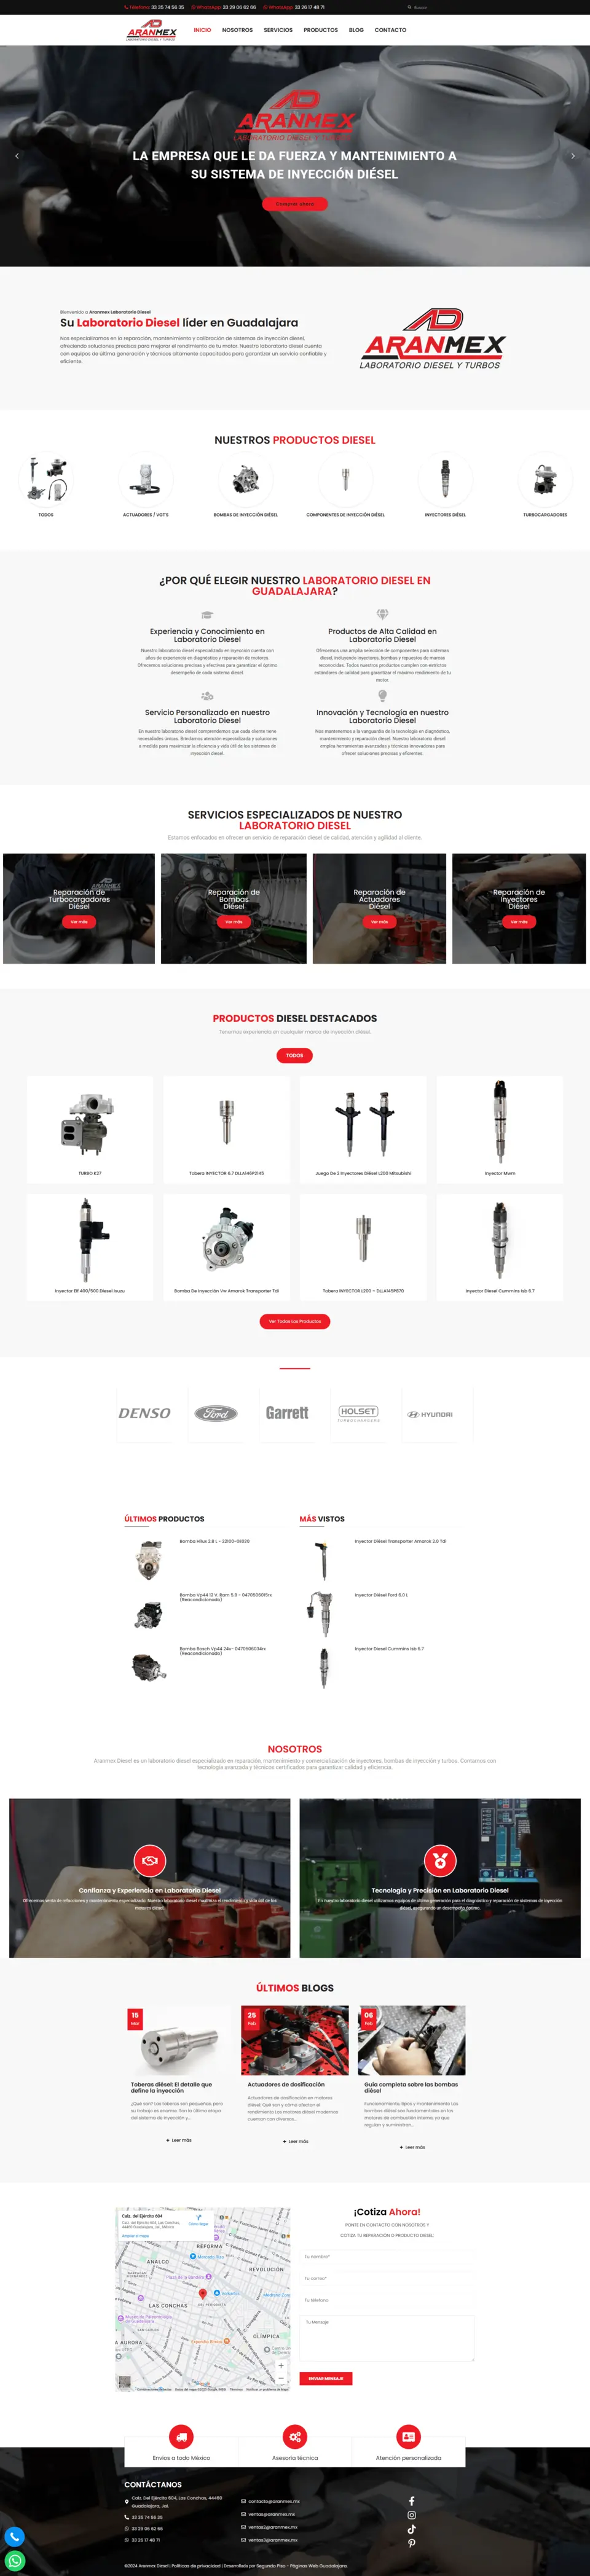 Teléfono: 33 35 74 56 35 WhatsApp: 33 29 06 62 66 WhatsApp: 33 26 17 48 71 Buscar
ARANMEX
LABORATORIO DIESEL Y TURBOS
INICIO NOSOTROS SERVICIOS PRODUCTOS BLOG CONTACTO
ARANMEX
LABORATORIO DIESEL Y TURBOS
LA EMPRESA QUE LE DA FUERZA Y MANTENIMIENTO A
SU SISTEMA DE INYECCIÓN DIÉSEL
Comprar ahora
Bienvenido a Aranmex Laboratorio Diesel
Su Laboratorio Diesel líder en Guadalajara
Nos especializamos en la reparación, mantenimiento y calibración de sistemas de inyección diesel,
ofreciendo soluciones precisas para mejorar el rendimiento de tu motor. Nuestro laboratorio diesel cuenta
con equipos de última generación y técnicos altamente capacitados para garantizar un servicio confiable y
eficiente.
ARANMEX
LABORATORIO DIESEL Y TURBOS
NUESTROS PRODUCTOS DIESEL
TODOS
ACTUADORES / VGT'S
BOMBAS DE INYECCIÓN DIÉSEL
COMPONENTES DE INYECCIÓN DIÉSEL
INYECTORES DIÉSEL
TURBOCARGADORES
¿POR QUÉ ELEGIR NUESTRO LABORATORIO DIESEL EN
GUADALAJARA?
Experiencia y Conocimiento en
Laboratorio Diesel
Nuestro laboratorio diesel especializado en inyección cuenta con
años de experiencia en diagnóstico y reparación de motores.
Ofrecemos soluciones precisas y efectivas para garantizar el óptimo
desempeño de cada sistema diesel.
Productos de Alta Calidad en
Laboratorio Diesel
Ofrecemos una amplia selección de componentes para sistemas
diesel, incluyendo inyectores, bombas y repuestos de marcas
reconocidas. Todos nuestros productos cumplen con estrictos
estándares de calidad para garantizar el máximo rendimiento de tu
motor.
Servicio Personalizado en nuestro
Laboratorio Diesel
En nuestro laboratorio diesel comprendemos que cada cliente tiene
necesidades únicas. Brindamos atención especializada y soluciones
a medida para maximizar la eficiencia y vida útil de tus sistemas de
inyección diesel.
Innovación y Tecnología en nuestro
Laboratorio Diesel
Nos mantenemos a la vanguardia de la tecnología en diagnóstico,
mantenimiento y reparación diesel. Nuestro laboratorio diesel
emplea herramientas avanzadas y técnicas innovadoras para
ofrecer soluciones precisas y eficientes.
SERVICIOS ESPECIALIZADOS DE NUESTRO
LABORATORIO DIESEL
Estamos enfocados en ofrecer un servicio de reparación diesel de calidad, atención y agilidad al cliente.
Reparación de
Turbocargadores
Diésel
Ver más
Reparación de
Bombas
Diésel
Ver más
Reparación de
Actuadores
Diésel
Ver más
Reparación de
Inyectores
Diésel
Ver más
PRODUCTOS DIESEL DESTACADOS
Tenemos experiencia en cualquier marca de inyección diésel.
TODOS
TURBO K27
Tobera INYECTOR 6.7 DLLA146P2145
Juego De 2 Inyectores Diésel L200 Mitsubishi
Inyector Mwm
Inyector Elf 400/500 Diesel Isuzu
Bomba De Inyección Vw Amarok Transporter Tdi
Tobera INYECTOR L200 – DLLA145P870
Inyector Diesel Cummins Isb 6.7
Ver Todos Los Productos
DENSO
Ford
Garrett
HOLSET
TURBOCHARGERS
HYUNDAI
ÚLTIMOS PRODUCTOS
Bomba Hilux 2.8 L - 22100-0E020
Bomba Vp44 12 V. Ram 5.9 - 0470506015rx
(Reacondicionada)
Bomba Bosch Vp44 24v- 0470506034rx
(Reacondicionada)
MÁS VISTOS
Inyector Diésel Transporter Amarok 2.0 Tdi
Inyector Diésel Ford 6.0 L
Inyector Diesel Cummins Isb 6.7
NOSOTROS
Aranmex Diesel es un laboratorio diesel especializado en reparación, mantenimiento y comercialización de inyectores, bombas de inyección y turbos. Contamos con
tecnología avanzada y técnicos certificados para garantizar calidad y eficiencia.
Confianza y Experiencia en Laboratorio Diesel
Ofrecemos venta de refacciones y mantenimiento especializado. Nuestro laboratorio diesel maximiza el rendimiento y vida útil de tus
motores diesel.
Tecnología y Precisión en Laboratorio Diesel
En nuestro laboratorio diesel utilizamos equipos de última generación para el diagnóstico y reparación de sistemas de inyección
diesel, asegurando un desempeño óptimo.
ÚLTIMOS BLOGS
15
Mar
Toberas diésel: El detalle que
define la inyección
¿Qué son? Las toberas son pequeñas, pero
su trabajo es enorme. Son la última etapa
del sistema de inyección y...
Leer más
25
Feb
Actuadores de dosificación
Actuadores de dosificación en motores
diésel: Qué son y cómo afectan el
rendimiento Los motores diésel modernos
cuentan con diversos...
Leer más
06
Feb
Guía completa sobre las bombas
diésel
Funcionamiento, tipos y mantenimiento Las
bombas diésel son fundamentales en los
motores de combustión interna, ya que
regulan y suministran...
Leer más
Calz. del Ejército 604
Calz. del Ejército 604, Las Conchas,
44460 Guadalajara, Jal., México
Cómo llegar
Ampliar el mapa
REFORMA
ANALCO
REVOLUCIÓN
LAS CONCHAS
OLÍMPICA
¡Cotiza Ahora!
PONTE EN CONTACTO CON NOSOTROS Y
COTIZA TU REPARACIÓN O PRODUCTO DIESEL.
Tu nombre*
Tu correo*
Tu teléfono
Tu Mensaje
ENVIAR MENSAJE
Envíos a todo México
Asesoría técnica
Atención personalizada
CONTÁCTANOS
Calz. Del Ejército 604, Las Conchas, 44460
Guadalajara, Jal.
33 35 74 56 35
33 29 06 62 66
33 26 17 48 71
contacto@aranmex.mx
ventas@aranmex.mx
ventas2@aranmex.mx
ventas3@aranmex.mx
©2024 Aranmex Diesel | Políticas de privacidad | Desarrollado por Segundo Piso - Páginas Web Guadalajara.